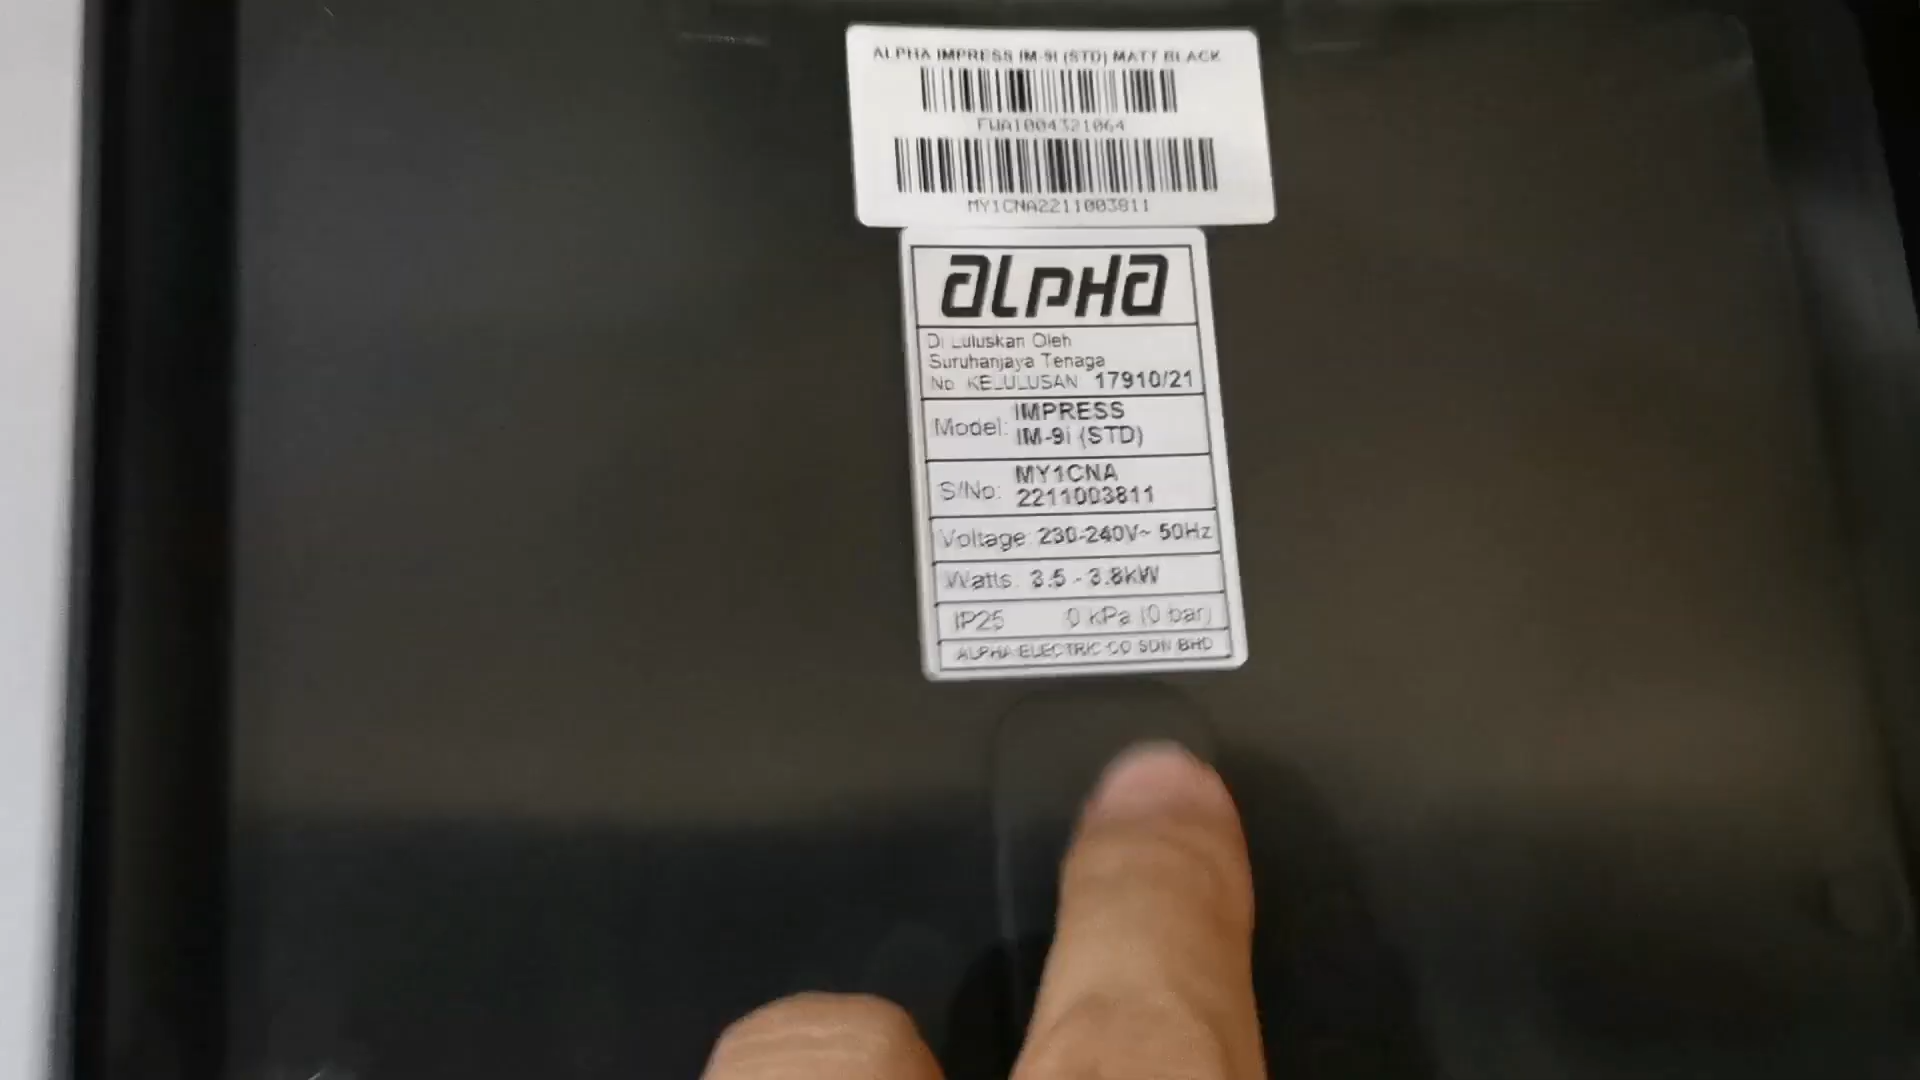 ALPHA IMPRESS IM-9I (STD) MATT BLACK
FWA1004321064
MY1CNA2211003811
ALPHA
Di Luluskan Oleh
Suruhanjaya Tenaga
No KELULUSAN 17910/21
Model: IMPRESS
IM-9i (STD)
S/No: MY1CNA
2211003811
Voltage: 230-240V~ 50Hz
Watts: 3.5 - 3.8kW
IP25 0 kPa (0 bar)
ALPHA ELECTRIC CO SDN BHD